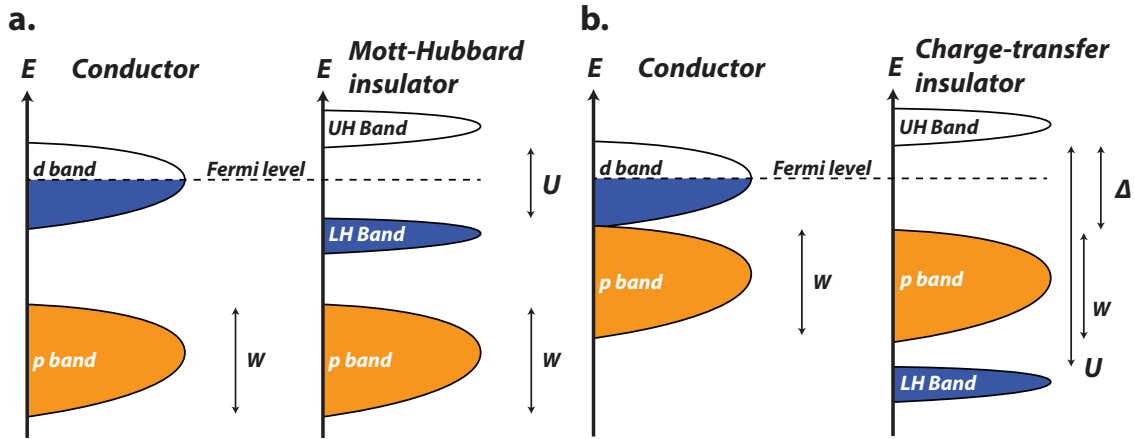 a.
E
Conductor
d band
p band
W
Fermi level
E
Mott-Hubbard
insulator
UH Band
LH Band
U
p band
W
b.
E
Conductor
d band
p band
W
Fermi level
E
Charge-transfer
insulator
UH Band
p band
LH Band
Δ
W
U